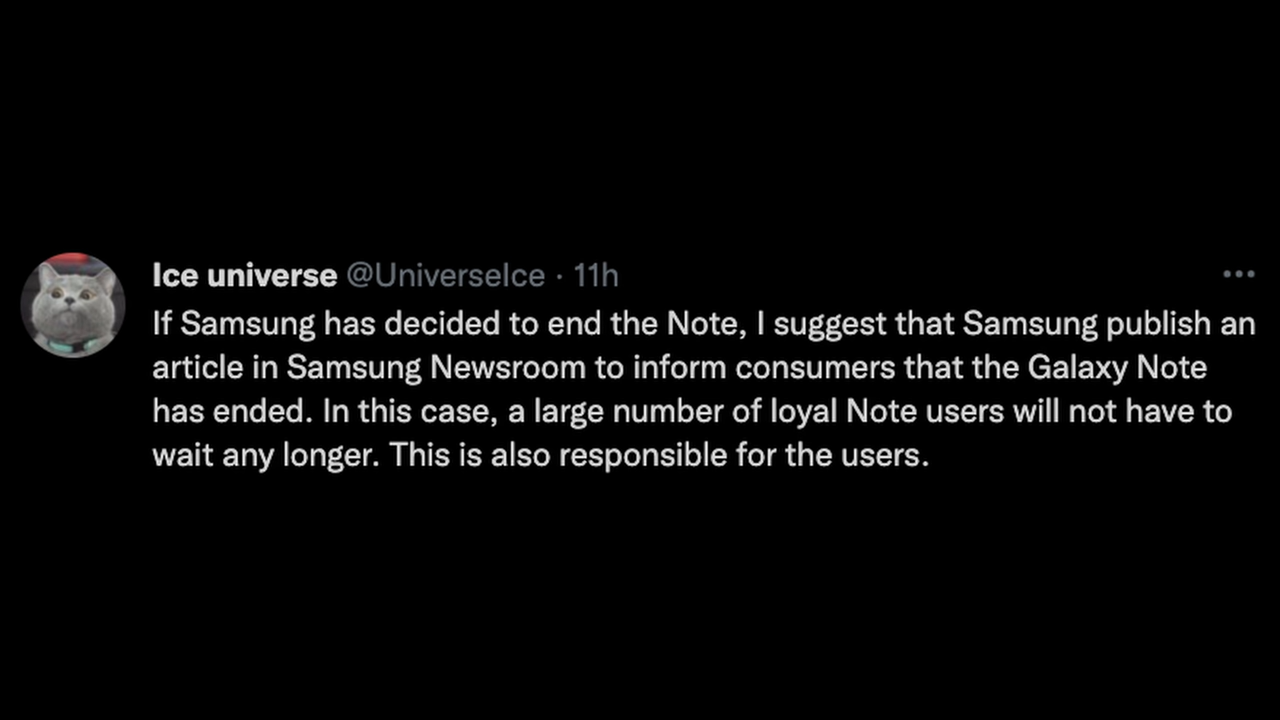 Ice universe @UniverseIce · 11h
If Samsung has decided to end the Note, I suggest that Samsung publish an
article in Samsung Newsroom to inform consumers that the Galaxy Note
has ended. In this case, a large number of loyal Note users will not have to
wait any longer. This is also responsible for the users.